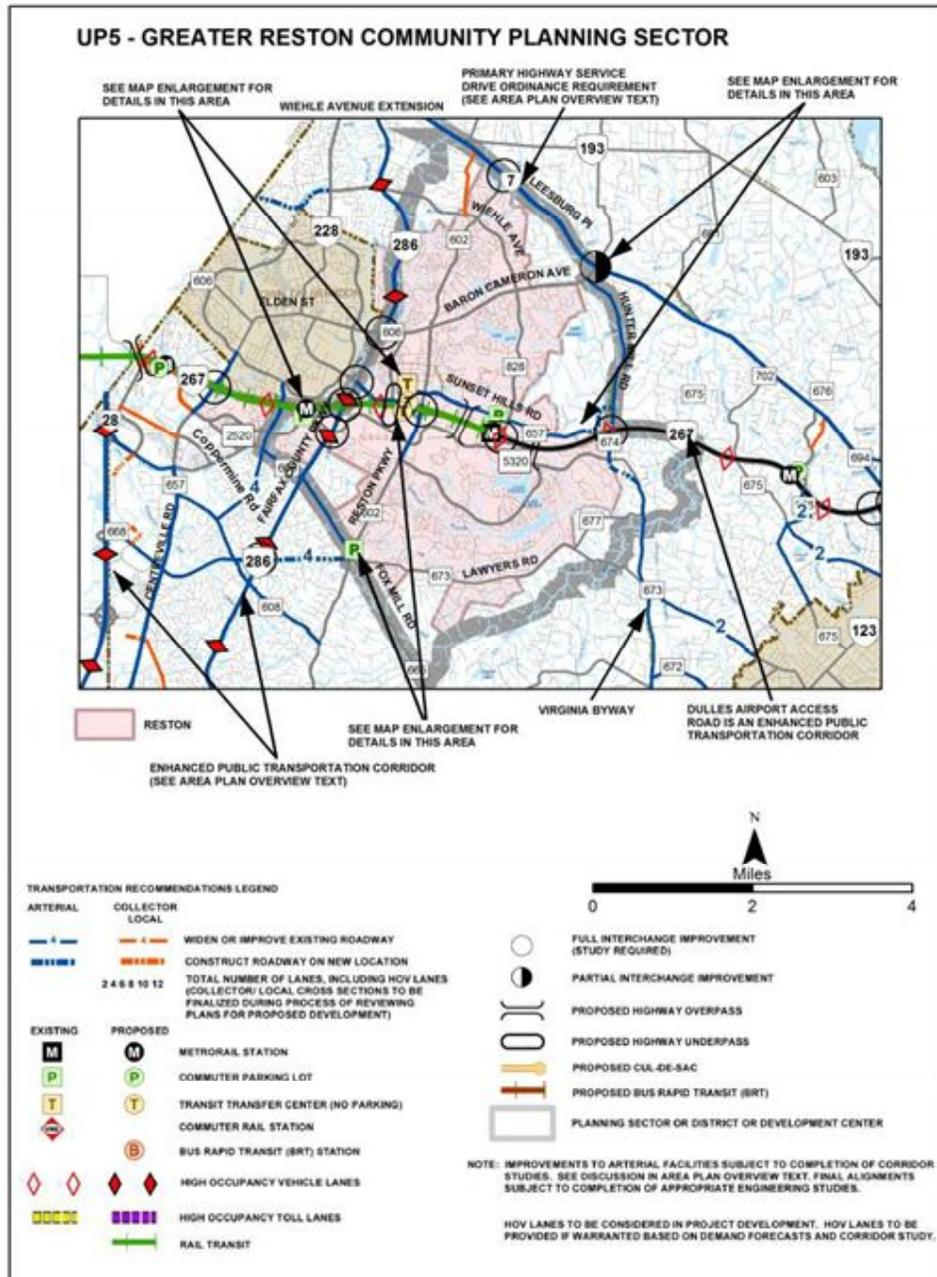 UP5 - GREATER RESTON COMMUNITY PLANNING SECTOR
SEE MAP ENLARGEMENT FOR
DETAILS IN THIS AREA
WIEHLE AVENUE EXTENSION
PRIMARY HIGHWAY SERVICE
DRIVE ORDINANCE REQUIREMENT
(SEE AREA PLAN OVERVIEW TEXT)
SEE MAP ENLARGEMENT FOR
DETAILS IN THIS AREA
193
7
LEESBURG PI
603
228
286
602
WIEHLE AVE
193
606
ELDEN ST
BARON CAMERON AVE
606
HUNTER
RD
828
267
T
SUNSET HILLS RD
675
702
676
P
28
M
P
657
674
267
2520
5320
675
694
Coppermine Rd
4
FAIRFAX COUNTY
RESTON PKWY
602
M
P
657
677
2
2
668
286
4
P
673
LAWYERS RD
673
608
FOX MILL RD
2
675
123
672
RESTON
SEE MAP ENLARGEMENT FOR
DETAILS IN THIS AREA
VIRGINIA BYWAY
DULLES AIRPORT ACCESS
ROAD IS AN ENHANCED PUBLIC
TRANSPORTATION CORRIDOR
ENHANCED PUBLIC TRANSPORTATION CORRIDOR
(SEE AREA PLAN OVERVIEW TEXT)
N
Miles
0 2 4
TRANSPORTATION RECOMMENDATIONS LEGEND
ARTERIAL COLLECTOR
LOCAL
4 4 WIDEN OR IMPROVE EXISTING ROADWAY
CONSTRUCT ROADWAY ON NEW LOCATION
2 4 6 8 10 12 TOTAL NUMBER OF LANES, INCLUDING HOV LANES
(COLLECTOR/ LOCAL CROSS SECTIONS TO BE
FINALIZED DURING PROCESS OF REVIEWING
PLANS FOR PROPOSED DEVELOPMENT)
EXISTING PROPOSED
M M METRORAIL STATION
P P COMMUTER PARKING LOT
T T TRANSIT TRANSFER CENTER (NO PARKING)
COMMUTER RAIL STATION
B BUS RAPID TRANSIT (BRT) STATION
HIGH OCCUPANCY VEHICLE LANES
HIGH OCCUPANCY TOLL LANES
RAIL TRANSIT
FULL INTERCHANGE IMPROVEMENT
(STUDY REQUIRED)
PARTIAL INTERCHANGE IMPROVEMENT
PROPOSED HIGHWAY OVERPASS
PROPOSED HIGHWAY UNDERPASS
PROPOSED CUL-DE-SAC
PROPOSED BUS RAPID TRANSIT (BRT)
PLANNING SECTOR OR DISTRICT OR DEVELOPMENT CENTER
NOTE: IMPROVEMENTS TO ARTERIAL FACILITIES SUBJECT TO COMPLETION OF CORRIDOR
STUDIES. SEE DISCUSSION IN AREA PLAN OVERVIEW TEXT. FINAL ALIGNMENTS
SUBJECT TO COMPLETION OF APPROPRIATE ENGINEERING STUDIES.
HOV LANES TO BE CONSIDERED IN PROJECT DEVELOPMENT. HOV LANES TO BE
PROVIDED IF WARRANTED BASED ON DEMAND FORECASTS AND CORRIDOR STUDY.